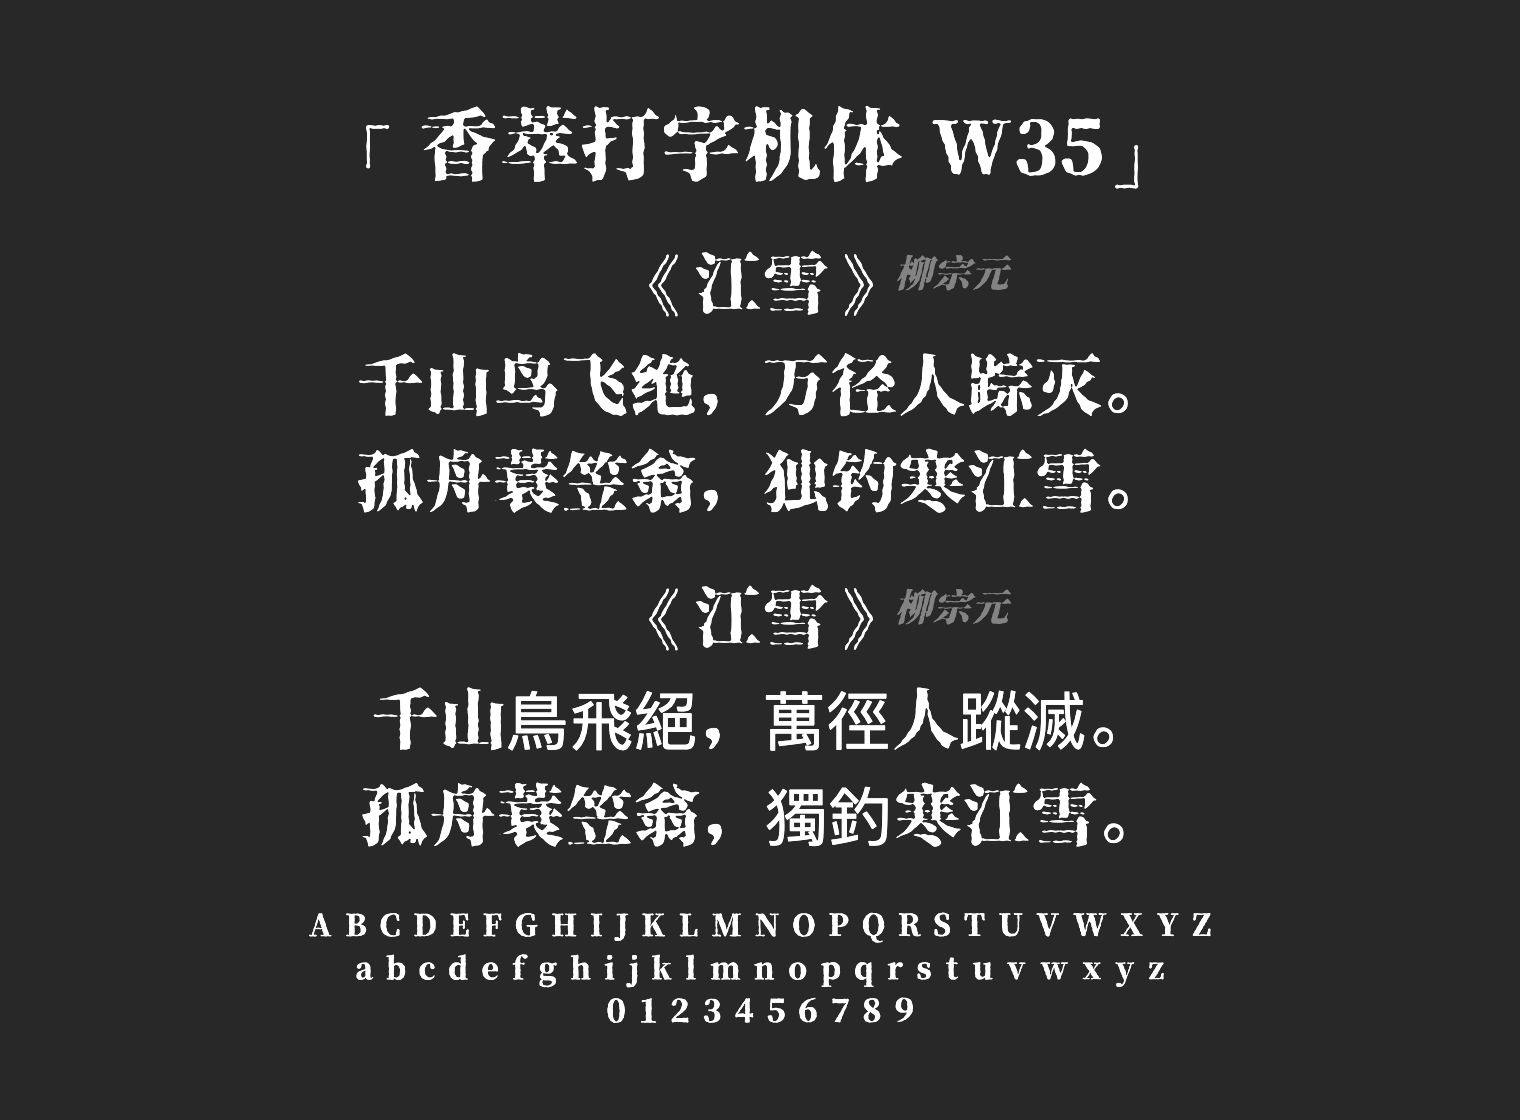 「香萃打字机体 W35」
《江雪》柳宗元
千山鸟飞绝，万径人踪灭。
孤舟蓑笠翁，独钓寒江雪。
《江雪》柳宗元
千山鳥飛絕，萬徑人蹤滅。
孤舟蓑笠翁，獨釣寒江雪。
A B C D E F G H I J K L M N O P Q R S T U V W X Y Z
a b c d e f g h i j k l m n o p q r s t u v w x y z
0 1 2 3 4 5 6 7 8 9